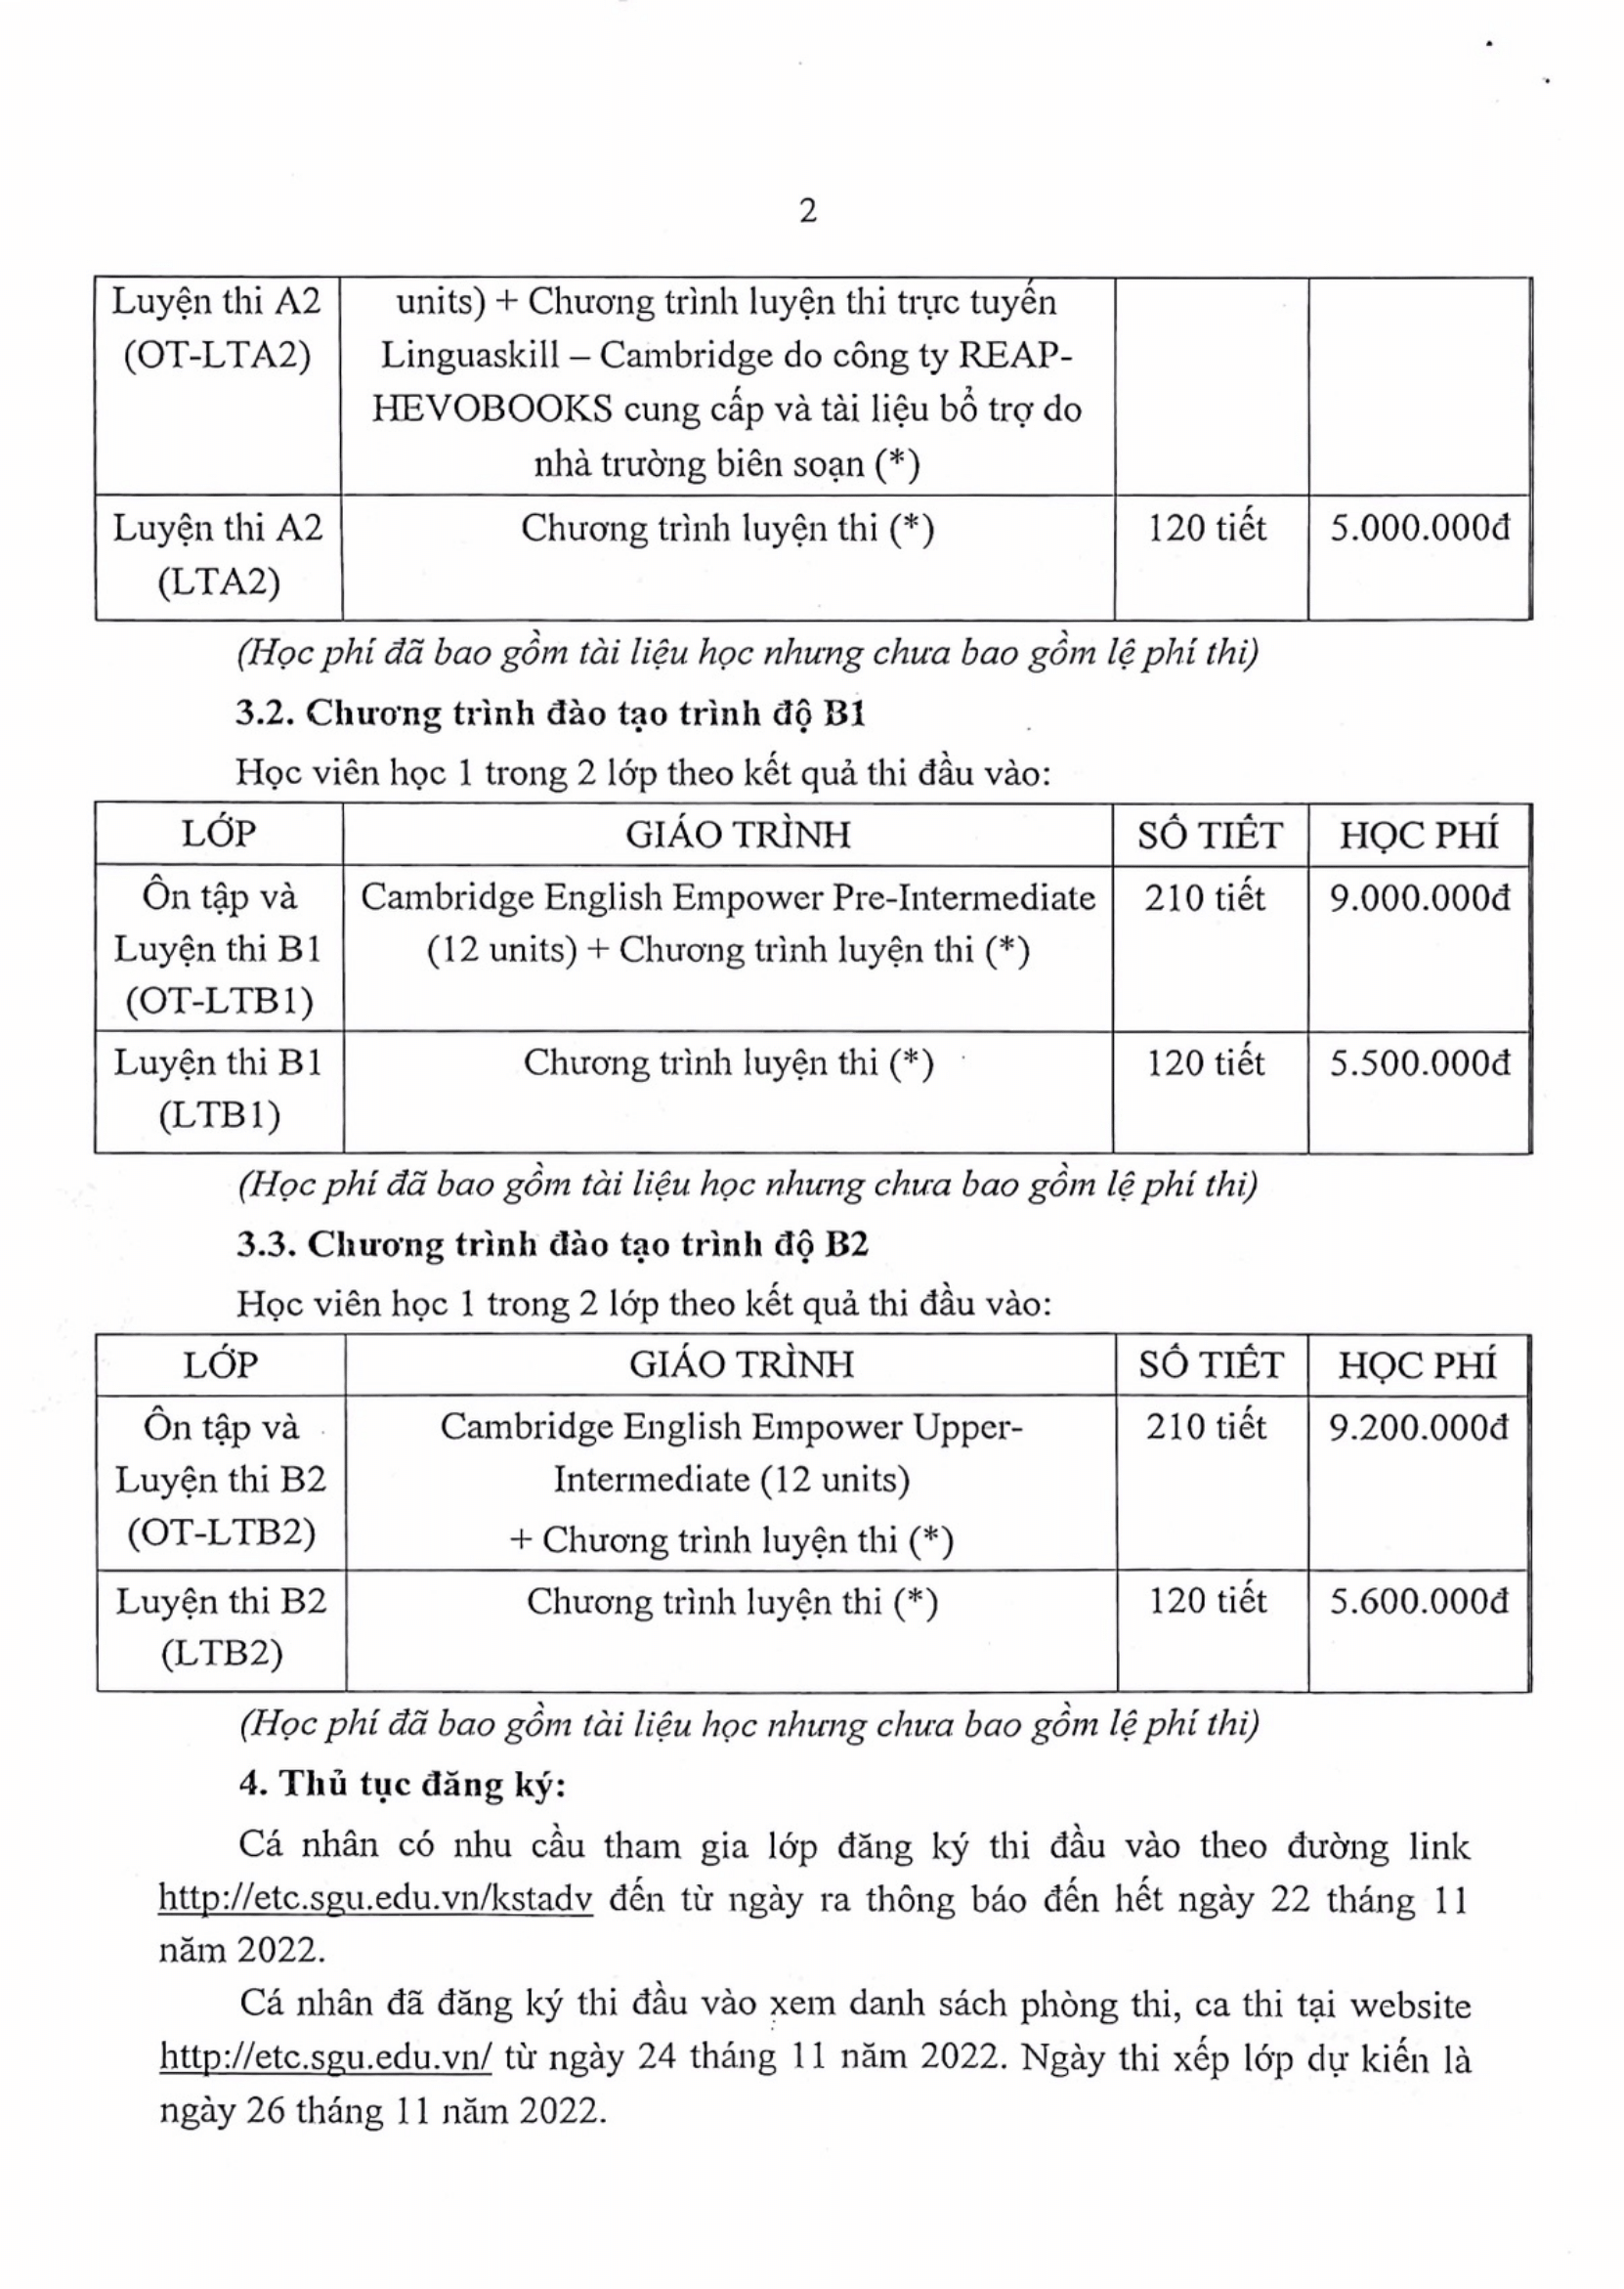 2
Luyện thi A2
(OT-LTA2)
units) + Chương trình luyện thi trực tuyến
Linguaskill – Cambridge do công ty REAP-
HEVOBOOKS cung cấp và tài liệu bổ trợ do
nhà trường biên soạn (*)
Luyện thi A2
(LTA2)
Chương trình luyện thi (*)
120 tiết
5.000.000đ
(Học phí đã bao gồm tài liệu học nhưng chưa bao gồm lệ phí thi)
3.2. Chương trình đào tạo trình độ B1
Học viên học 1 trong 2 lớp theo kết quả thi đầu vào:
LỚP
GIÁO TRÌNH
SỐ TIẾT
HỌC PHÍ
Ôn tập và
Luyện thi B1
(OT-LTB1)
Cambridge English Empower Pre-Intermediate
(12 units) + Chương trình luyện thi (*)
210 tiết
9.000.000đ
Luyện thi B1
(LTB1)
Chương trình luyện thi (*)
120 tiết
5.500.000đ
(Học phí đã bao gồm tài liệu học nhưng chưa bao gồm lệ phí thi)
3.3. Chương trình đào tạo trình độ B2
Học viên học 1 trong 2 lớp theo kết quả thi đầu vào:
LỚP
GIÁO TRÌNH
SỐ TIẾT
HỌC PHÍ
Ôn tập và
Luyện thi B2
(OT-LTB2)
Cambridge English Empower Upper-
Intermediate (12 units)
+ Chương trình luyện thi (*)
210 tiết
9.200.000đ
Luyện thi B2
(LTB2)
Chương trình luyện thi (*)
120 tiết
5.600.000đ
(Học phí đã bao gồm tài liệu học nhưng chưa bao gồm lệ phí thi)
4. Thủ tục đăng ký:
Cá nhân có nhu cầu tham gia lớp đăng ký thi đầu vào theo đường link
http://etc.sgu.edu.vn/kstadv đến từ ngày ra thông báo đến hết ngày 22 tháng 11
năm 2022.
Cá nhân đã đăng ký thi đầu vào xem danh sách phòng thi, ca thi tại website
http://etc.sgu.edu.vn/ từ ngày 24 tháng 11 năm 2022. Ngày thi xếp lớp dự kiến là
ngày 26 tháng 11 năm 2022.